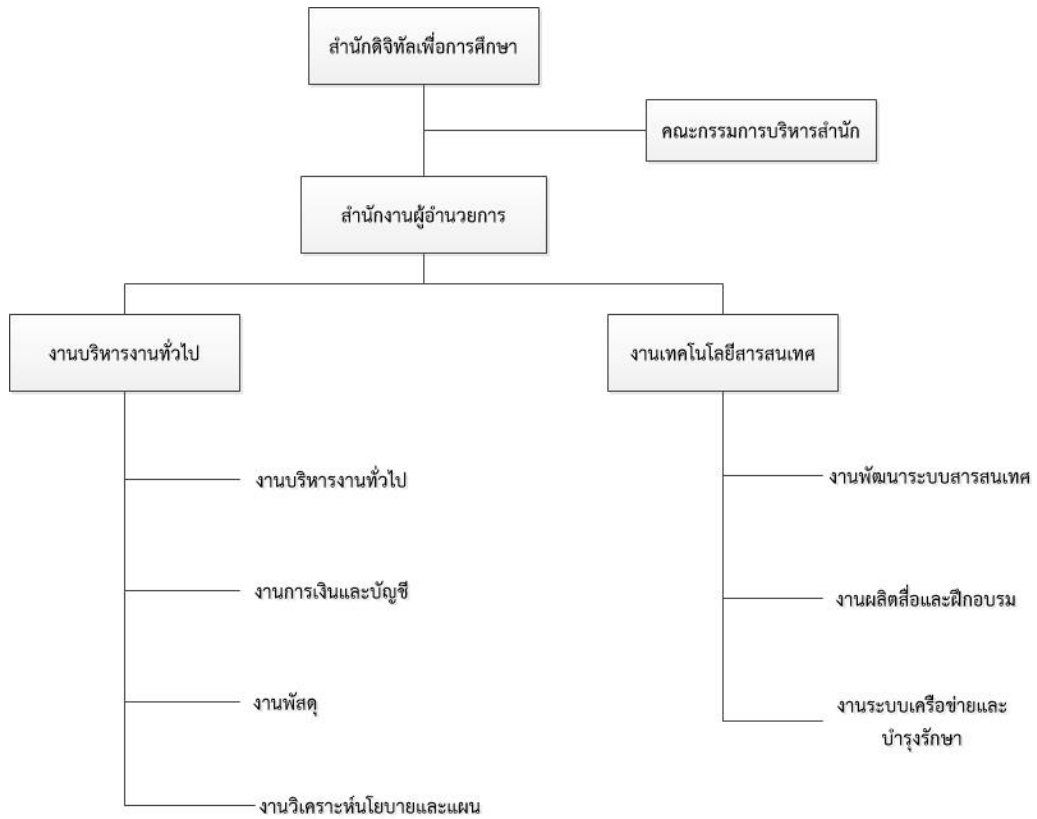 สำนักดิจิทัลเพื่อการศึกษา
คณะกรรมการบริหารสำนัก
สำนักงานผู้อำนวยการ
งานบริหารงานทั่วไป
งานเทคโนโลยีสารสนเทศ
งานบริหารงานทั่วไป
งานพัฒนาระบบสารสนเทศ
งานการเงินและบัญชี
งานผลิตสื่อและฝึกอบรม
งานพัสดุ
งานระบบเครือข่ายและ
บำรุงรักษา
งานวิเคราะห์นโยบายและแผน